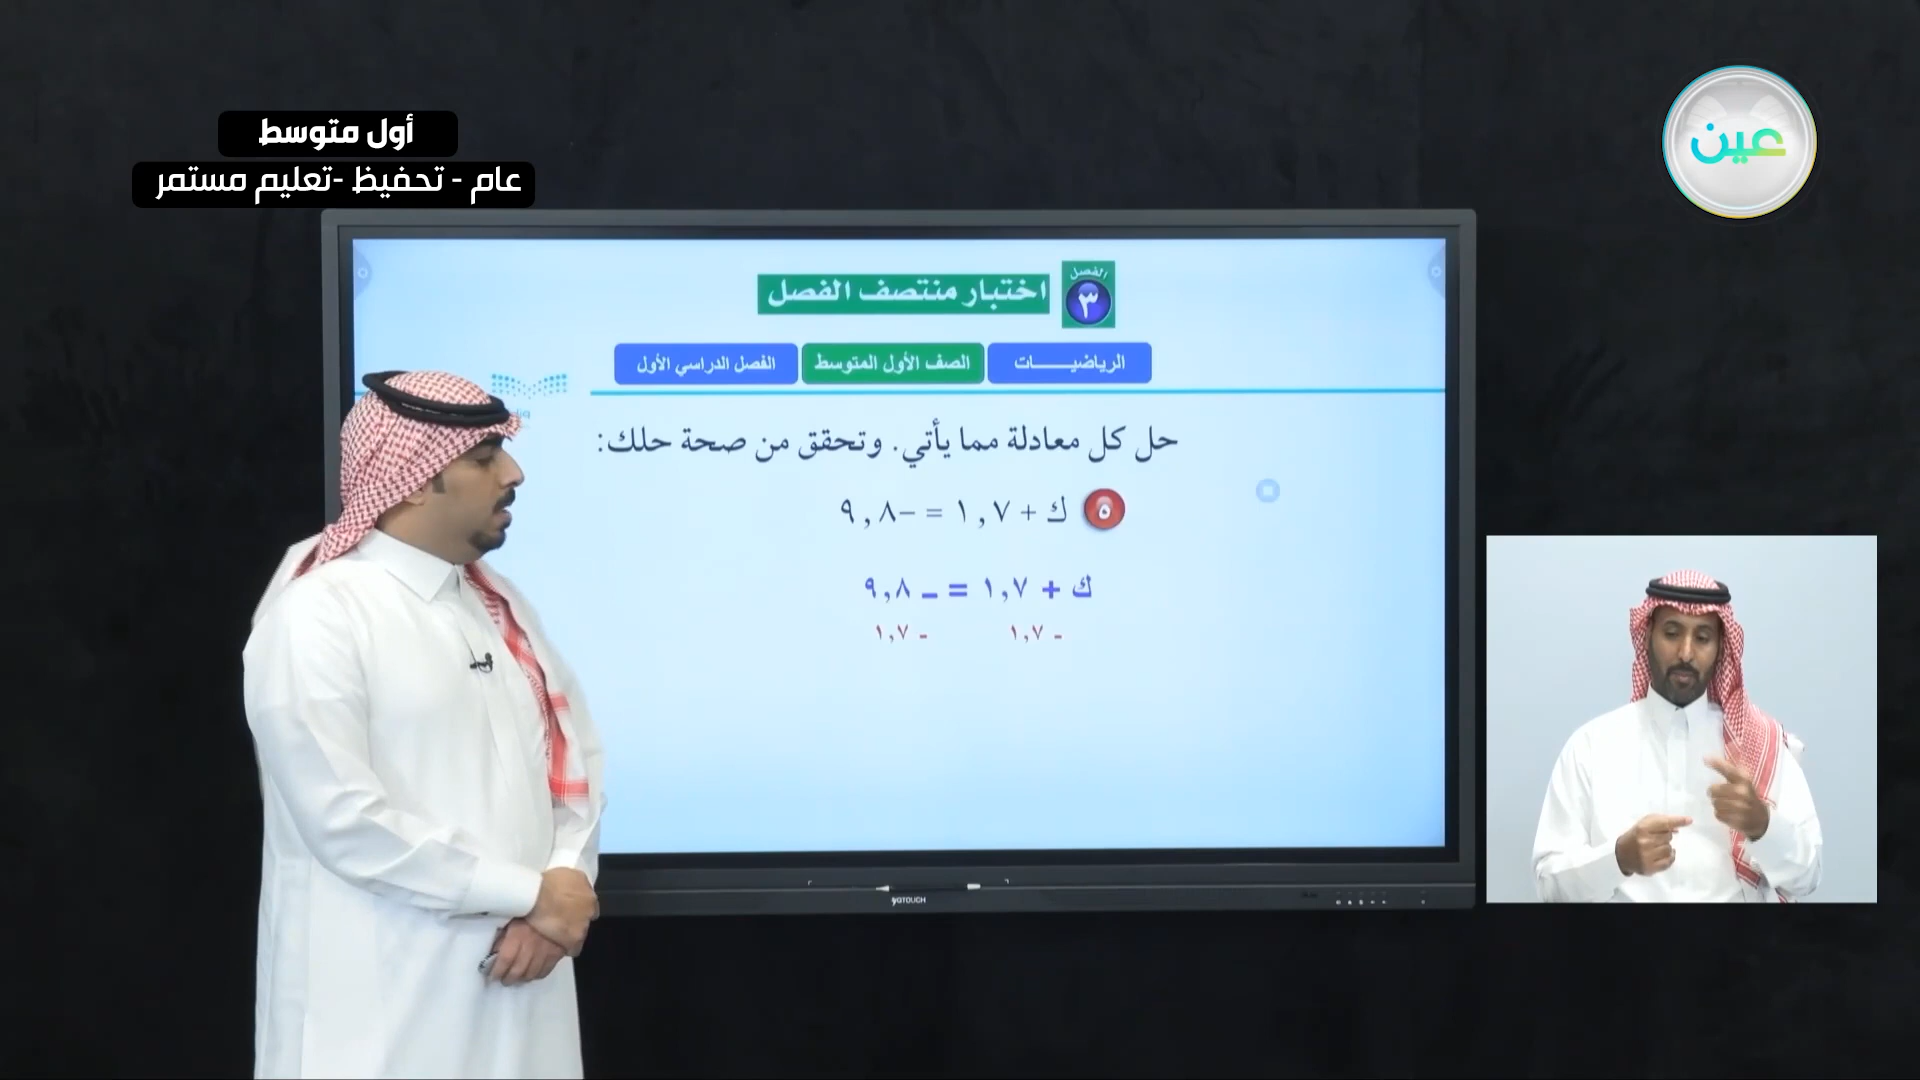 أول متوسط
عام - تحفيظ -تعليم مستمر
عين
الفصل
٣
اختبار منتصف الفصل
الرياضيـــــات
الصف الأول المتوسط
الفصل الدراسي الأول
حل كل معادلة مما يأتي. وتحقق من صحة حلك:
٥ ك + ١,٧ = –٩,٨
ك + ١,٧ = - ٩,٨
- ١,٧ - ١,٧